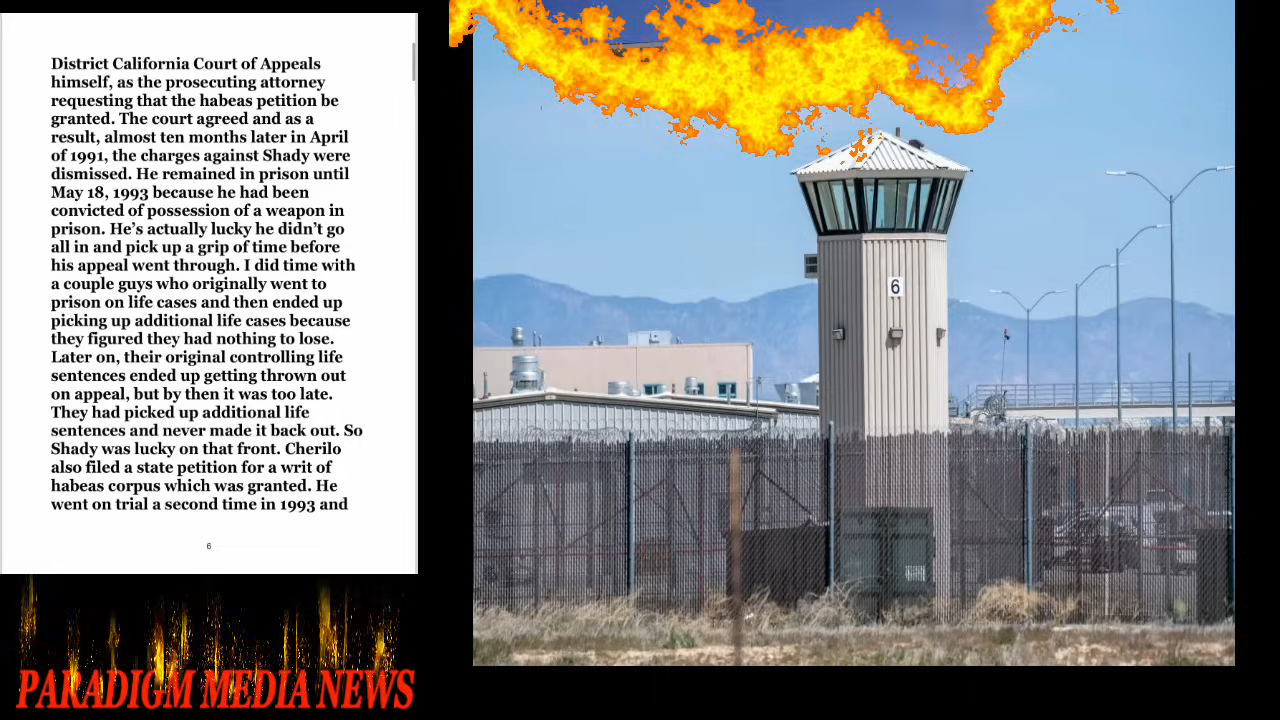 District California Court of Appeals
himself, as the prosecuting attorney
requesting that the habeas petition be
granted. The court agreed and as a
result, almost ten months later in April
of 1991, the charges against Shady were
dismissed. He remained in prison until
May 18, 1993 because he had been
convicted of possession of a weapon in
prison. He’s actually lucky he didn’t go
all in and pick up a grip of time before
his appeal went through. I did time with
a couple guys who originally went to
prison on life cases and then ended up
picking up additional life cases because
they figured they had nothing to lose.
Later on, their original controlling life
sentences ended up getting thrown out
on appeal, but by then it was too late.
They had picked up additional life
sentences and never made it back out. So
Shady was lucky on that front. Cherilo
also filed a state petition for a writ of
habeas corpus which was granted. He
went on trial a second time in 1993 and
6
PARADIGM MEDIA NEWS
6